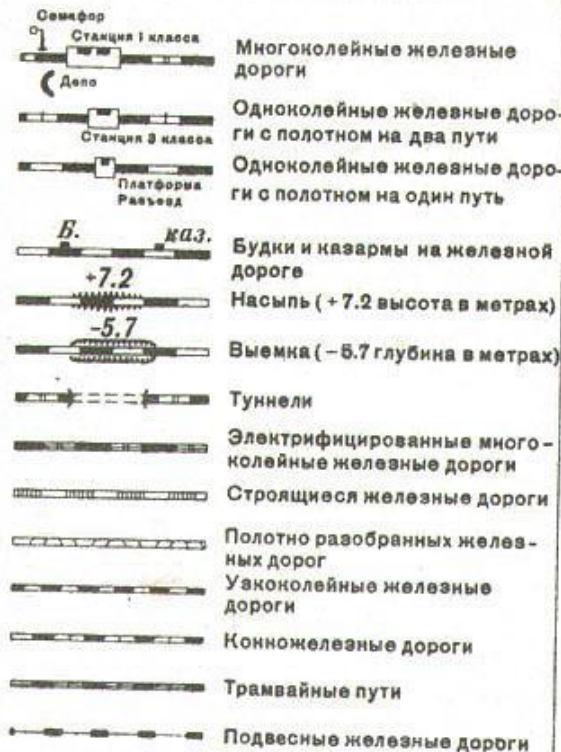 Семафор
Станция 1 класса
Многоколейные железные
дороги
Депо
Одноколейные железные доро-
ги с полотном на два пути
Станция 3 класса
Одноколейные железные доро-
ги с полотном на один путь
Платформа
Разъезд
Б. каз.
Будки и казармы на железной
дороге
+7.2
Насыпь (+7.2 высота в метрах)
-5.7
Выемка (-5.7 глубина в метрах)
Туннели
Электрифицированные много-
колейные железные дороги
Строящиеся железные дороги
Полотно разобранных желез-
ных дорог
Узкоколейные железные
дороги
Конножелезные дороги
Трамвайные пути
Подвесные железные дороги